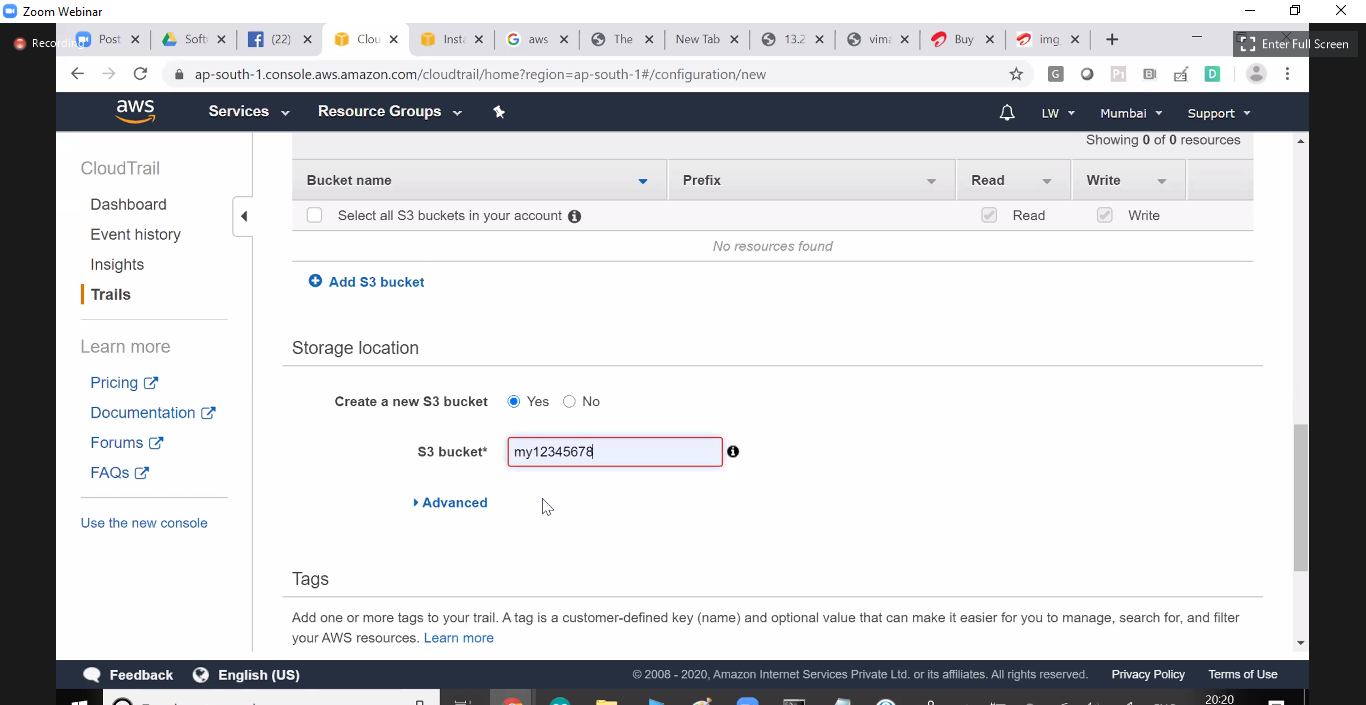 Zoom Webinar
Recording
Post
Soft
(22)
Clou
Inst
aws
The
New Tab
13.2
vima
Buy
img
Enter Full Screen
ap-south-1.console.aws.amazon.com/cloudtrail/home?region=ap-south-1#/configuration/new
aws
Services
Resource Groups
LW
Mumbai
Support
CloudTrail
Dashboard
Event history
Insights
Trails
Learn more
Pricing
Documentation
Forums
FAQs
Use the new console
Showing 0 of 0 resources
Bucket name
Prefix
Read
Write
Select all S3 buckets in your account
Read
Write
No resources found
Add S3 bucket
Storage location
Create a new S3 bucket
Yes
No
S3 bucket*
my12345678
Advanced
Tags
Add one or more tags to your trail. A tag is a customer-defined key (name) and optional value that can make it easier for you to manage, search for, and filter
your AWS resources. Learn more
Feedback
English (US)
© 2008 - 2020, Amazon Internet Services Private Ltd. or its affiliates. All rights reserved.
Privacy Policy
Terms of Use
20:20